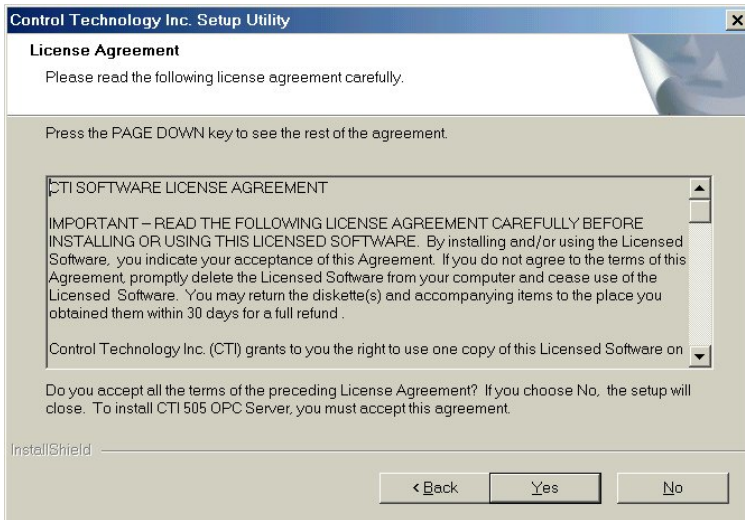 Control Technology Inc. Setup Utility
License Agreement
Please read the following license agreement carefully.
Press the PAGE DOWN key to see the rest of the agreement.
CTI SOFTWARE LICENSE AGREEMENT
IMPORTANT – READ THE FOLLOWING LICENSE AGREEMENT CAREFULLY BEFORE
INSTALLING OR USING THIS LICENSED SOFTWARE. By installing and/or using the Licensed
Software, you indicate your acceptance of this Agreement. If you do not agree to the terms of this
Agreement, promptly delete the Licensed Software from your computer and cease use of the
Licensed Software. You may return the diskette(s) and accompanying items to the place you
obtained them within 30 days for a full refund .
Control Technology Inc. (CTI) grants to you the right to use one copy of this Licensed Software on
Do you accept all the terms of the preceding License Agreement? If you choose No, the setup will
close. To install CTI 505 OPC Server, you must accept this agreement.
InstallShield
< Back Yes No